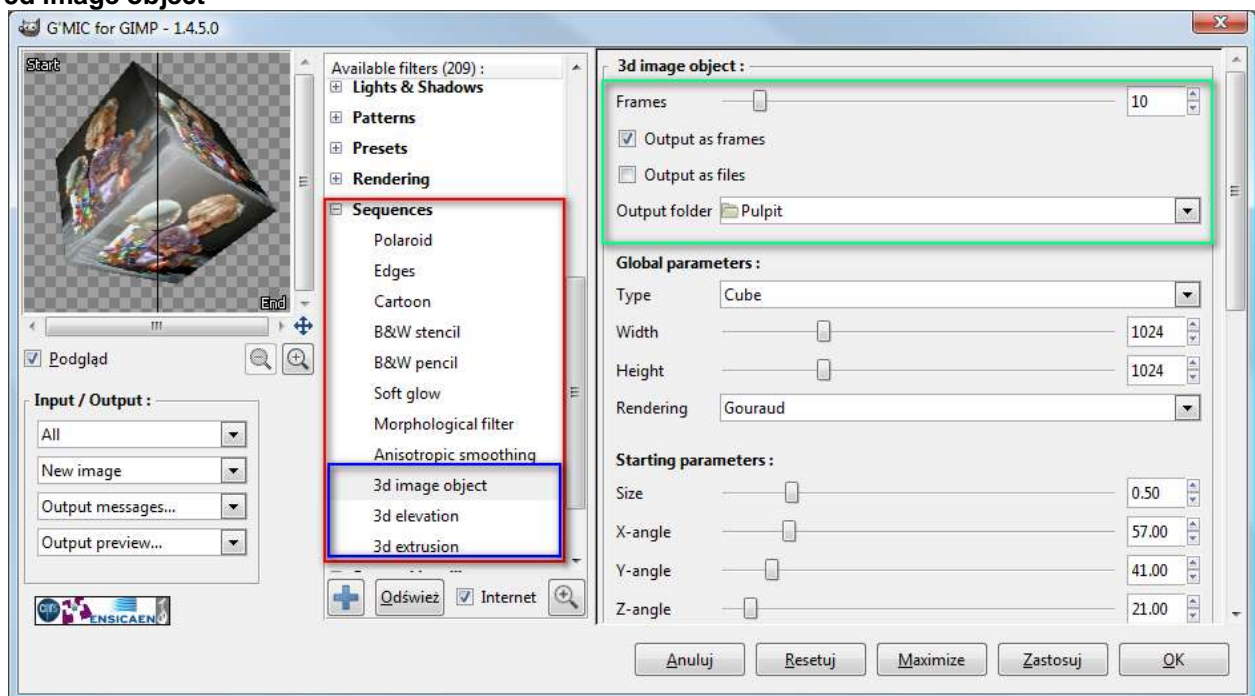 3d image object
G'MIC for GIMP - 1.4.5.0
Start
End
Podgląd
Input / Output :
All
New image
Output messages...
Output preview...
cnrs
ENSICAEN
Available filters (209) :
Lights & Shadows
Patterns
Presets
Rendering
Sequences
Polaroid
Edges
Cartoon
B&W stencil
B&W pencil
Soft glow
Morphological filter
Anisotropic smoothing
3d image object
3d elevation
3d extrusion
Odśwież Internet
3d image object :
Frames 10
Output as frames
Output as files
Output folder Pulpit
Global parameters :
Type Cube
Width 1024
Height 1024
Rendering Gouraud
Starting parameters :
Size 0.50
X-angle 57.00
Y-angle 41.00
Z-angle 21.00
Anuluj Resetuj Maximize Zastosuj OK